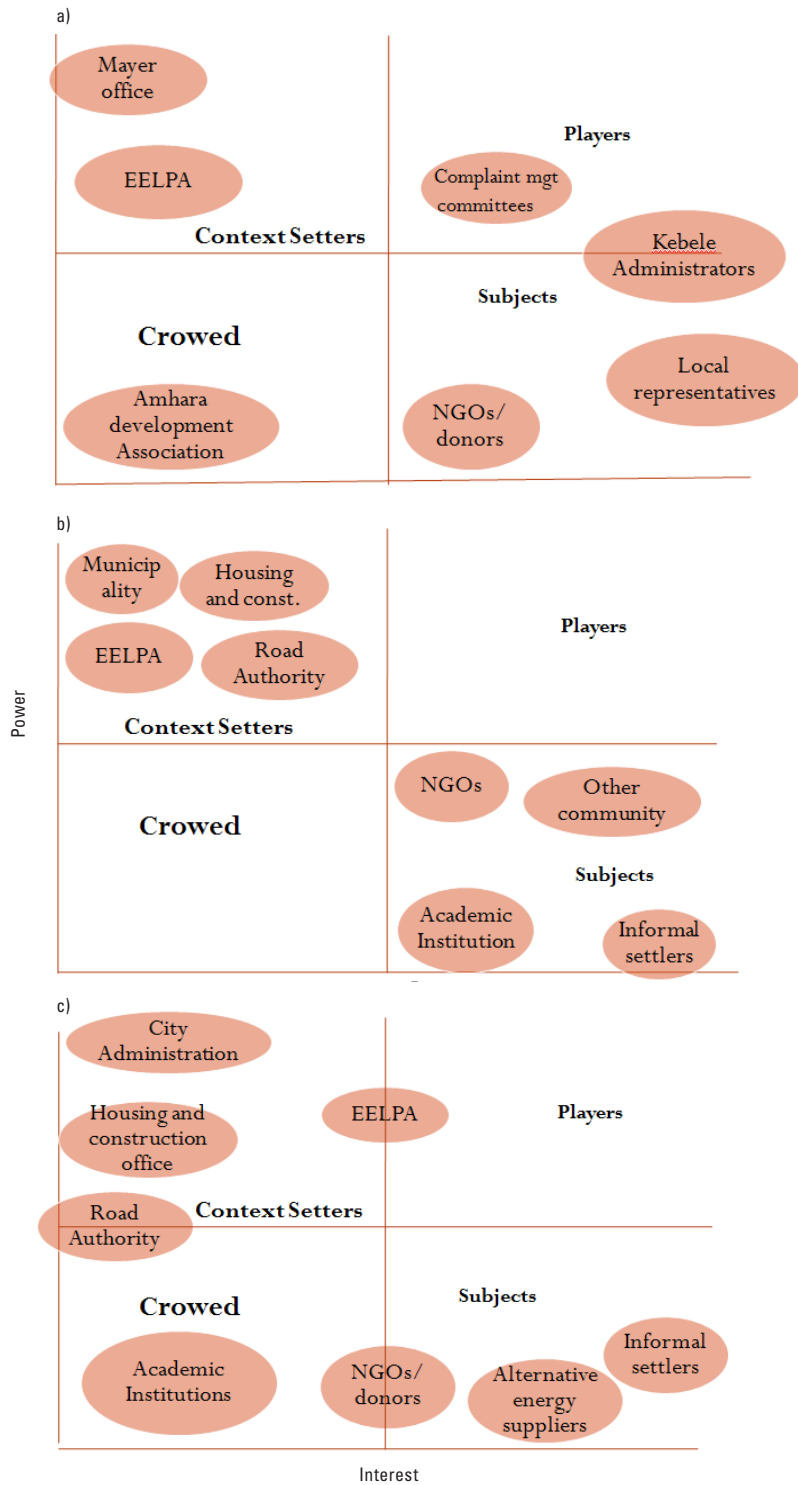 a)
Mayer
office
Players
EELPA
Complaint mgt
committees
Context Setters
Kebele
Administrators
Subjects
Crowed
Local
representatives
Amhara
development
Association
NGOs/
donors
b)
Municip
ality
Housing
and const.
Players
EELPA
Road
Authority
Power
Context Setters
NGOs
Other
community
Crowed
Subjects
Academic
Institution
Informal
settlers
c)
City
Administration
Housing and
construction
office
EELPA
Players
Road
Authority
Context Setters
Crowed
Subjects
Informal
settlers
Academic
Institutions
NGOs/
donors
Alternative
energy
suppliers
Interest